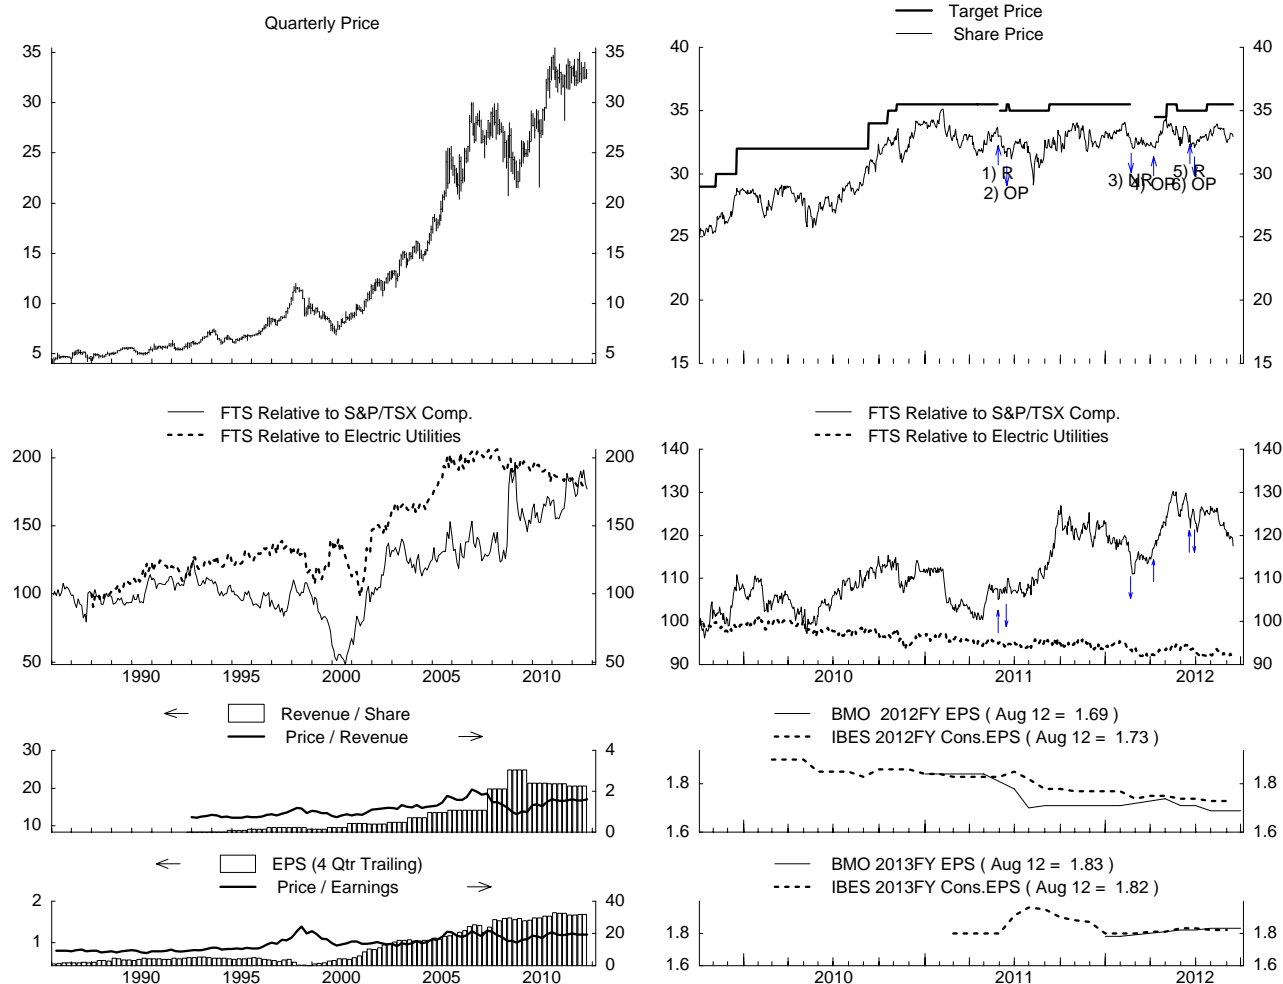 Quarterly Price
35 35
30 30
25 25
20 20
15 15
10 10
5 5
Target Price
Share Price
40 40
35 35
30 30
25 25
20 20
15 15
1) R
2) OP
3) NR
4) OP
5) R
6) OP
FTS Relative to S&P/TSX Comp.
FTS Relative to Electric Utilities
200 200
150 150
100 100
50 50
1990 1995 2000 2005 2010
FTS Relative to S&P/TSX Comp.
FTS Relative to Electric Utilities
140 140
130 130
120 120
110 110
100 100
90 90
2010 2011 2012
Revenue / Share
Price / Revenue
30 4
20 2
10 0
BMO 2012FY EPS ( Aug 12 = 1.69 )
IBES 2012FY Cons.EPS ( Aug 12 = 1.73 )
1.8 1.8
1.6 1.6
EPS (4 Qtr Trailing)
Price / Earnings
2 40
1 20
0
1990 1995 2000 2005 2010
BMO 2013FY EPS ( Aug 12 = 1.83 )
IBES 2013FY Cons.EPS ( Aug 12 = 1.82 )
1.8 1.8
1.6 1.6
2010 2011 2012